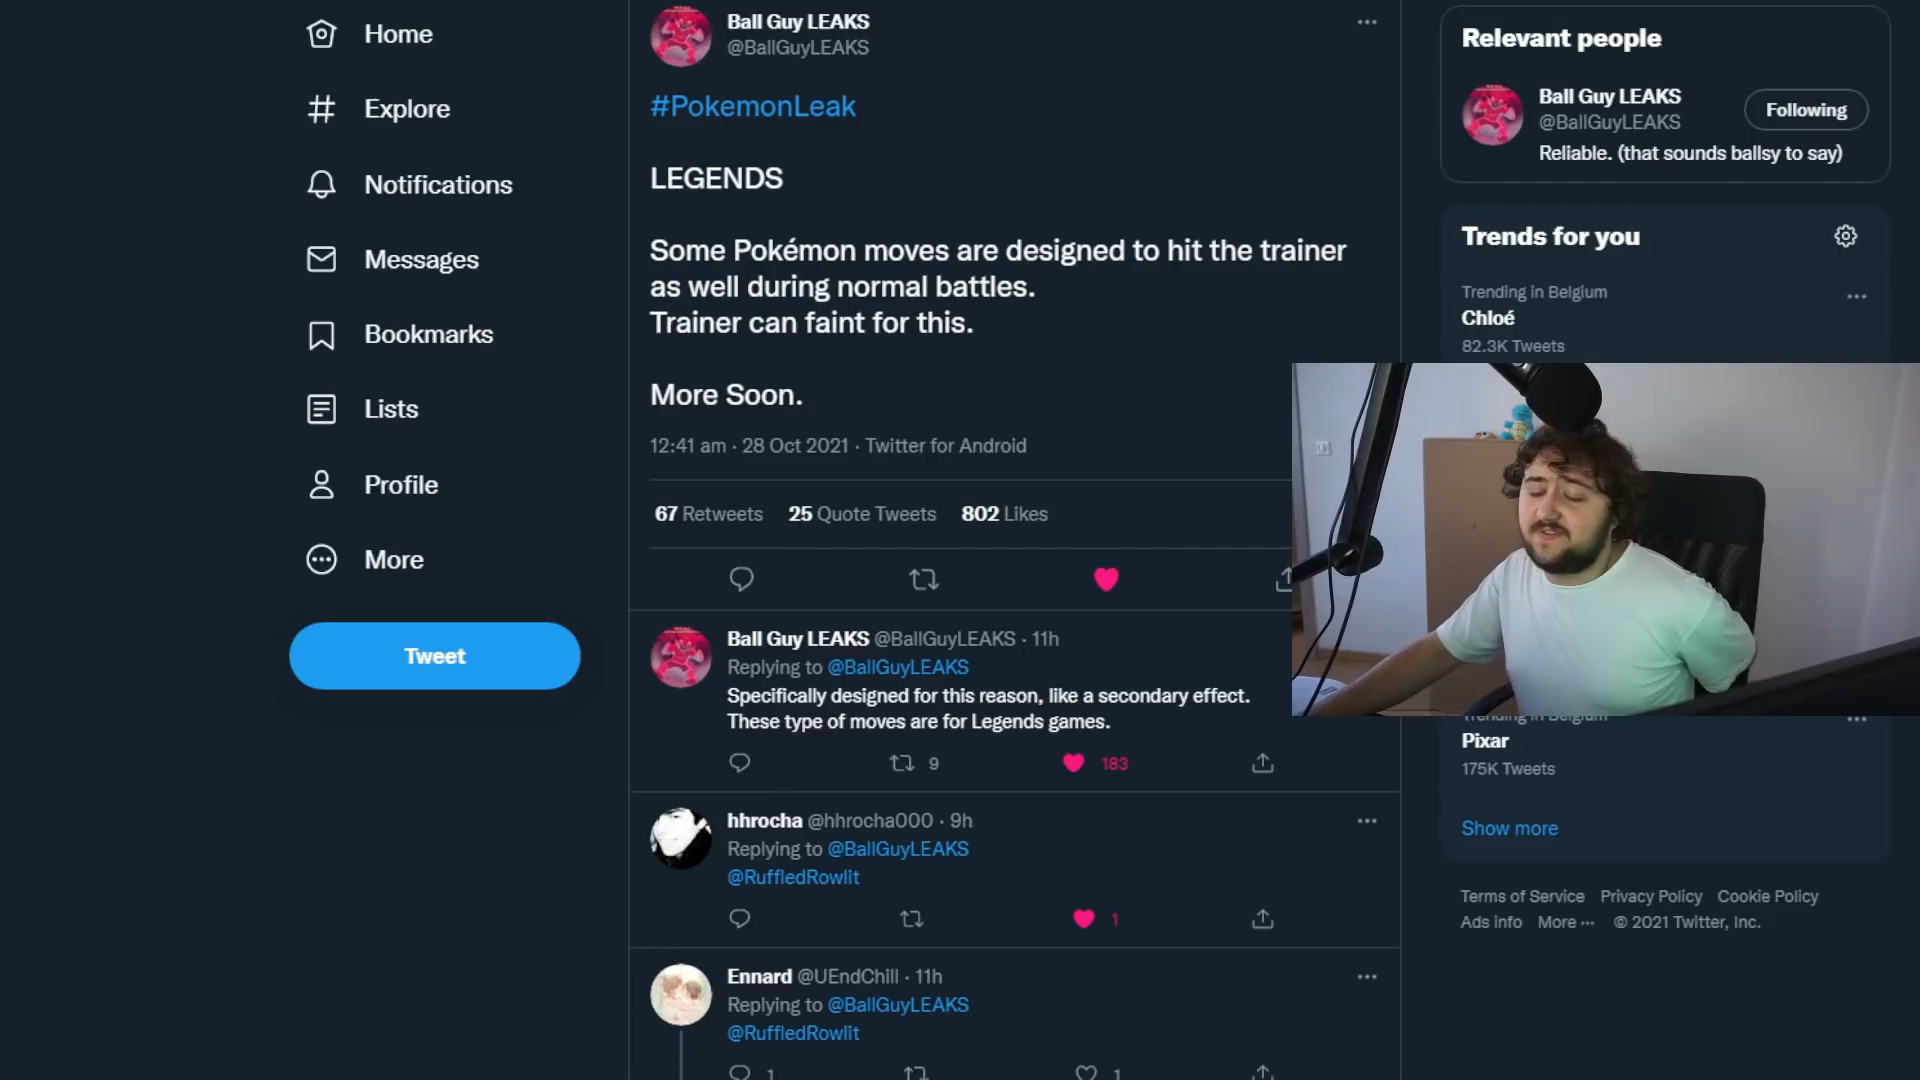 Home
Explore
Notifications
Messages
Bookmarks
Lists
Profile
More
Tweet
Ball Guy LEAKS
@BallGuyLEAKS
#PokemonLeak
LEGENDS
Some Pokémon moves are designed to hit the trainer
as well during normal battles.
Trainer can faint for this.
More Soon.
12:41 am · 28 Oct 2021 · Twitter for Android
67 Retweets 25 Quote Tweets 802 Likes
Ball Guy LEAKS @BallGuyLEAKS · 11h
Replying to @BallGuyLEAKS
Specifically designed for this reason, like a secondary effect.
These type of moves are for Legends games.
9 183
hhrocha @hhrocha000 · 9h
Replying to @BallGuyLEAKS
@RuffledRowlit
1
Ennard @UEndChill · 11h
Replying to @BallGuyLEAKS
@RuffledRowlit
1 1
Relevant people
Ball Guy LEAKS
@BallGuyLEAKS
Following
Reliable. (that sounds ballsy to say)
Trends for you
Trending in Belgium
Chloé
82.3K Tweets
Trending in Belgium
Pixar
175K Tweets
Show more
Terms of Service Privacy Policy Cookie Policy
Ads info More ··· © 2021 Twitter, Inc.